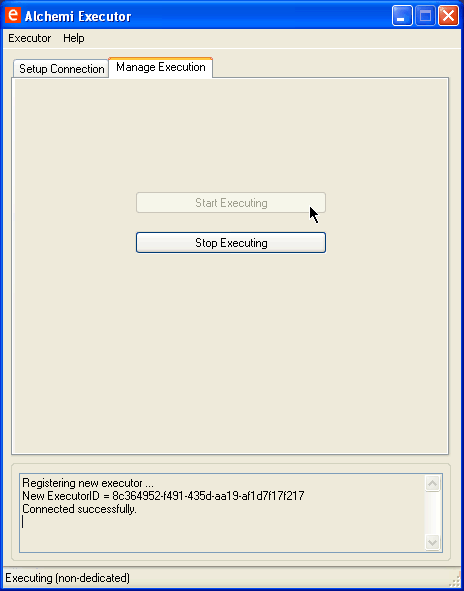 e Alchemi Executor
Executor Help
Setup Connection Manage Execution
Start Executing
Stop Executing
Registering new executor ...
New ExecutorID = 8c364952-f491-435d-aa19-af1d7f17f217
Connected successfully.
Executing (non-dedicated)